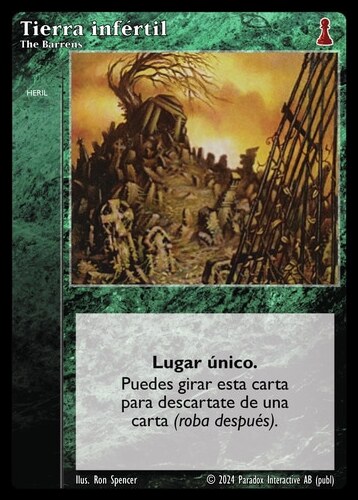 Tierra infértil
The Barrens
HERIL
Lugar único.
Puedes girar esta carta
para descartate de una
carta (roba después).
Ilus. Ron Spencer
© 2024 Paradox Interactive AB (publ)